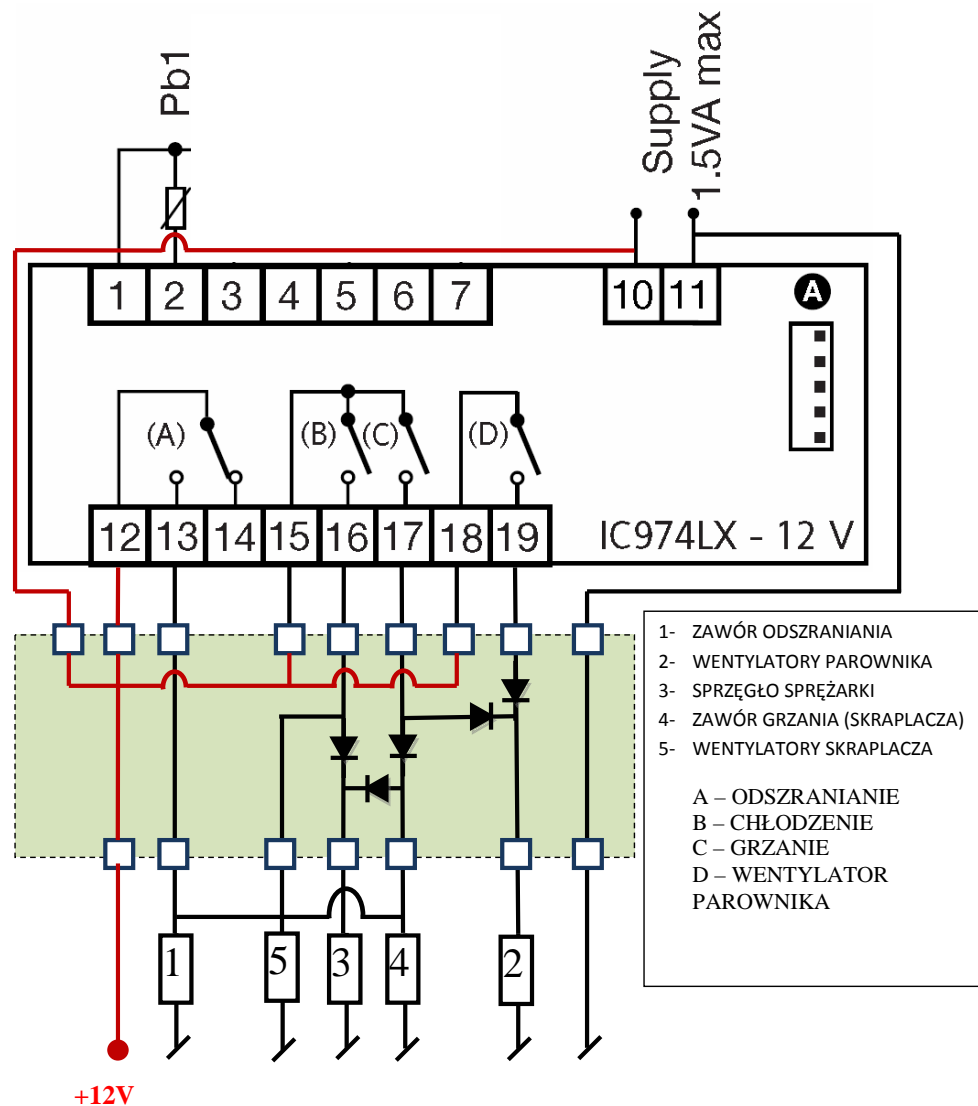 Pb1
Supply
1.5VA max
1 2 3 4 5 6 7 10 11 A
(A) (B) (C) (D)
12 13 14 15 16 17 18 19 IC974LX - 12 V
1- ZAWÓR ODSZRANIANIA
2- WENTYLATORY PAROWNIKA
3- SPRZĘGŁO SPRĘŻARKI
4- ZAWÓR GRZANIA (SKRAPLACZA)
5- WENTYLATORY SKRAPLACZA
A – ODSZRANIANIE
B – CHŁODZENIE
C – GRZANIE
D – WENTYLATOR
PAROWNIKA
1 5 3 4 2
+12V